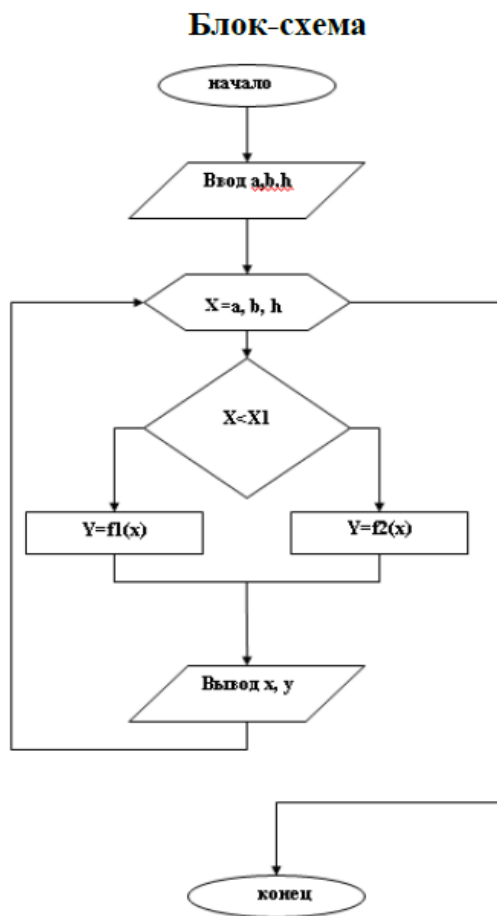 Блок-схема
начало
Ввод a,b,h
X=a, b, h
X<X1
Y=f1(x)
Y=f2(x)
Вывод x, y
конец